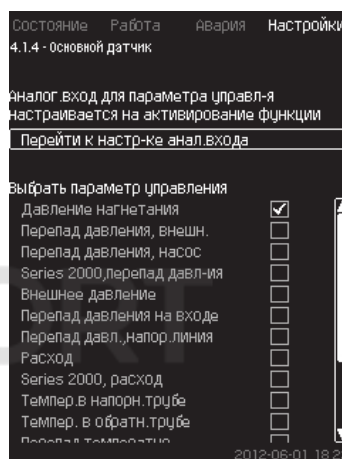 Состояние Работа Авария Настройки
4.1.4 - Основной датчик
Аналог.вход для параметра управл-я
настраивается на активирование функции
Перейти к настр-ке анал.входа
Выбрать параметр управления
Давление нагнетания
Перепад давления, внешн.
Перепад давления, насос
Series 2000,перепад давл-ия
Внешнее давление
Перепад давления на входе
Перепад давл.,напор.линия
Расход
Series 2000, расход
Темпер.в напорн.трубе
Темпер. в обратн.трубе